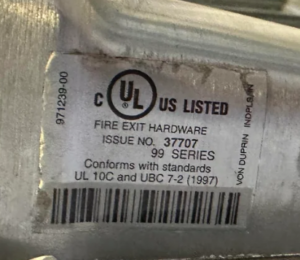 971239-00
C UL US LISTED
FIRE EXIT HARDWARE
ISSUE NO. 37707
99 SERIES
Conforms with standards
UL 10C and UBC 7-2 (1997)
VON DUPRIN INDPLS.